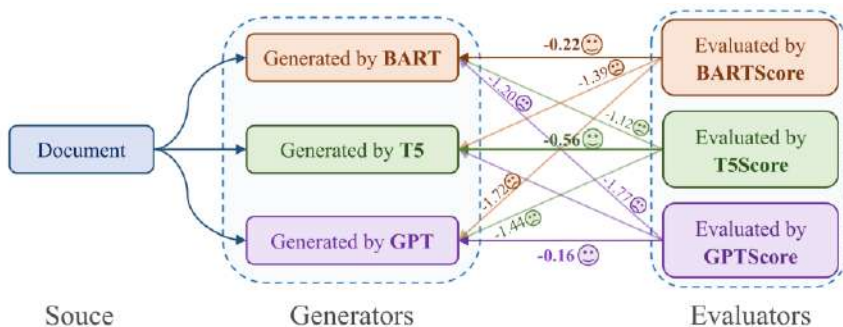 Document
Generated by BART
Generated by T5
Generated by GPT
-0.22
-1.39
-1.20
-1.12
-0.56
-1.72
-1.77
-1.44
-0.16
Evaluated by
BARTScore
Evaluated by
T5Score
Evaluated by
GPTScore
Souce
Generators
Evaluators